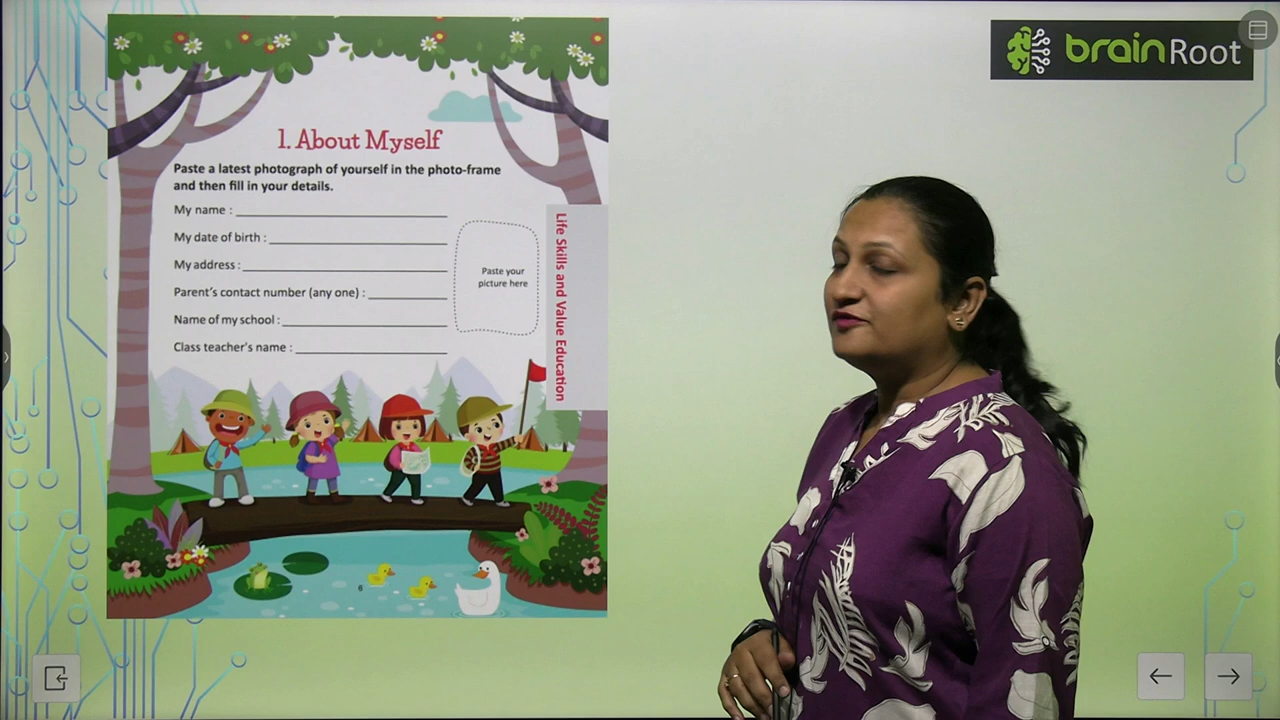 brainRoot
1. About Myself
Paste a latest photograph of yourself in the photo-frame
and then fill in your details.
My name :
My date of birth :
My address :
Parent's contact number (any one) :
Name of my school :
Class teacher's name :
Paste your
picture here
Life Skills and Value Education
6